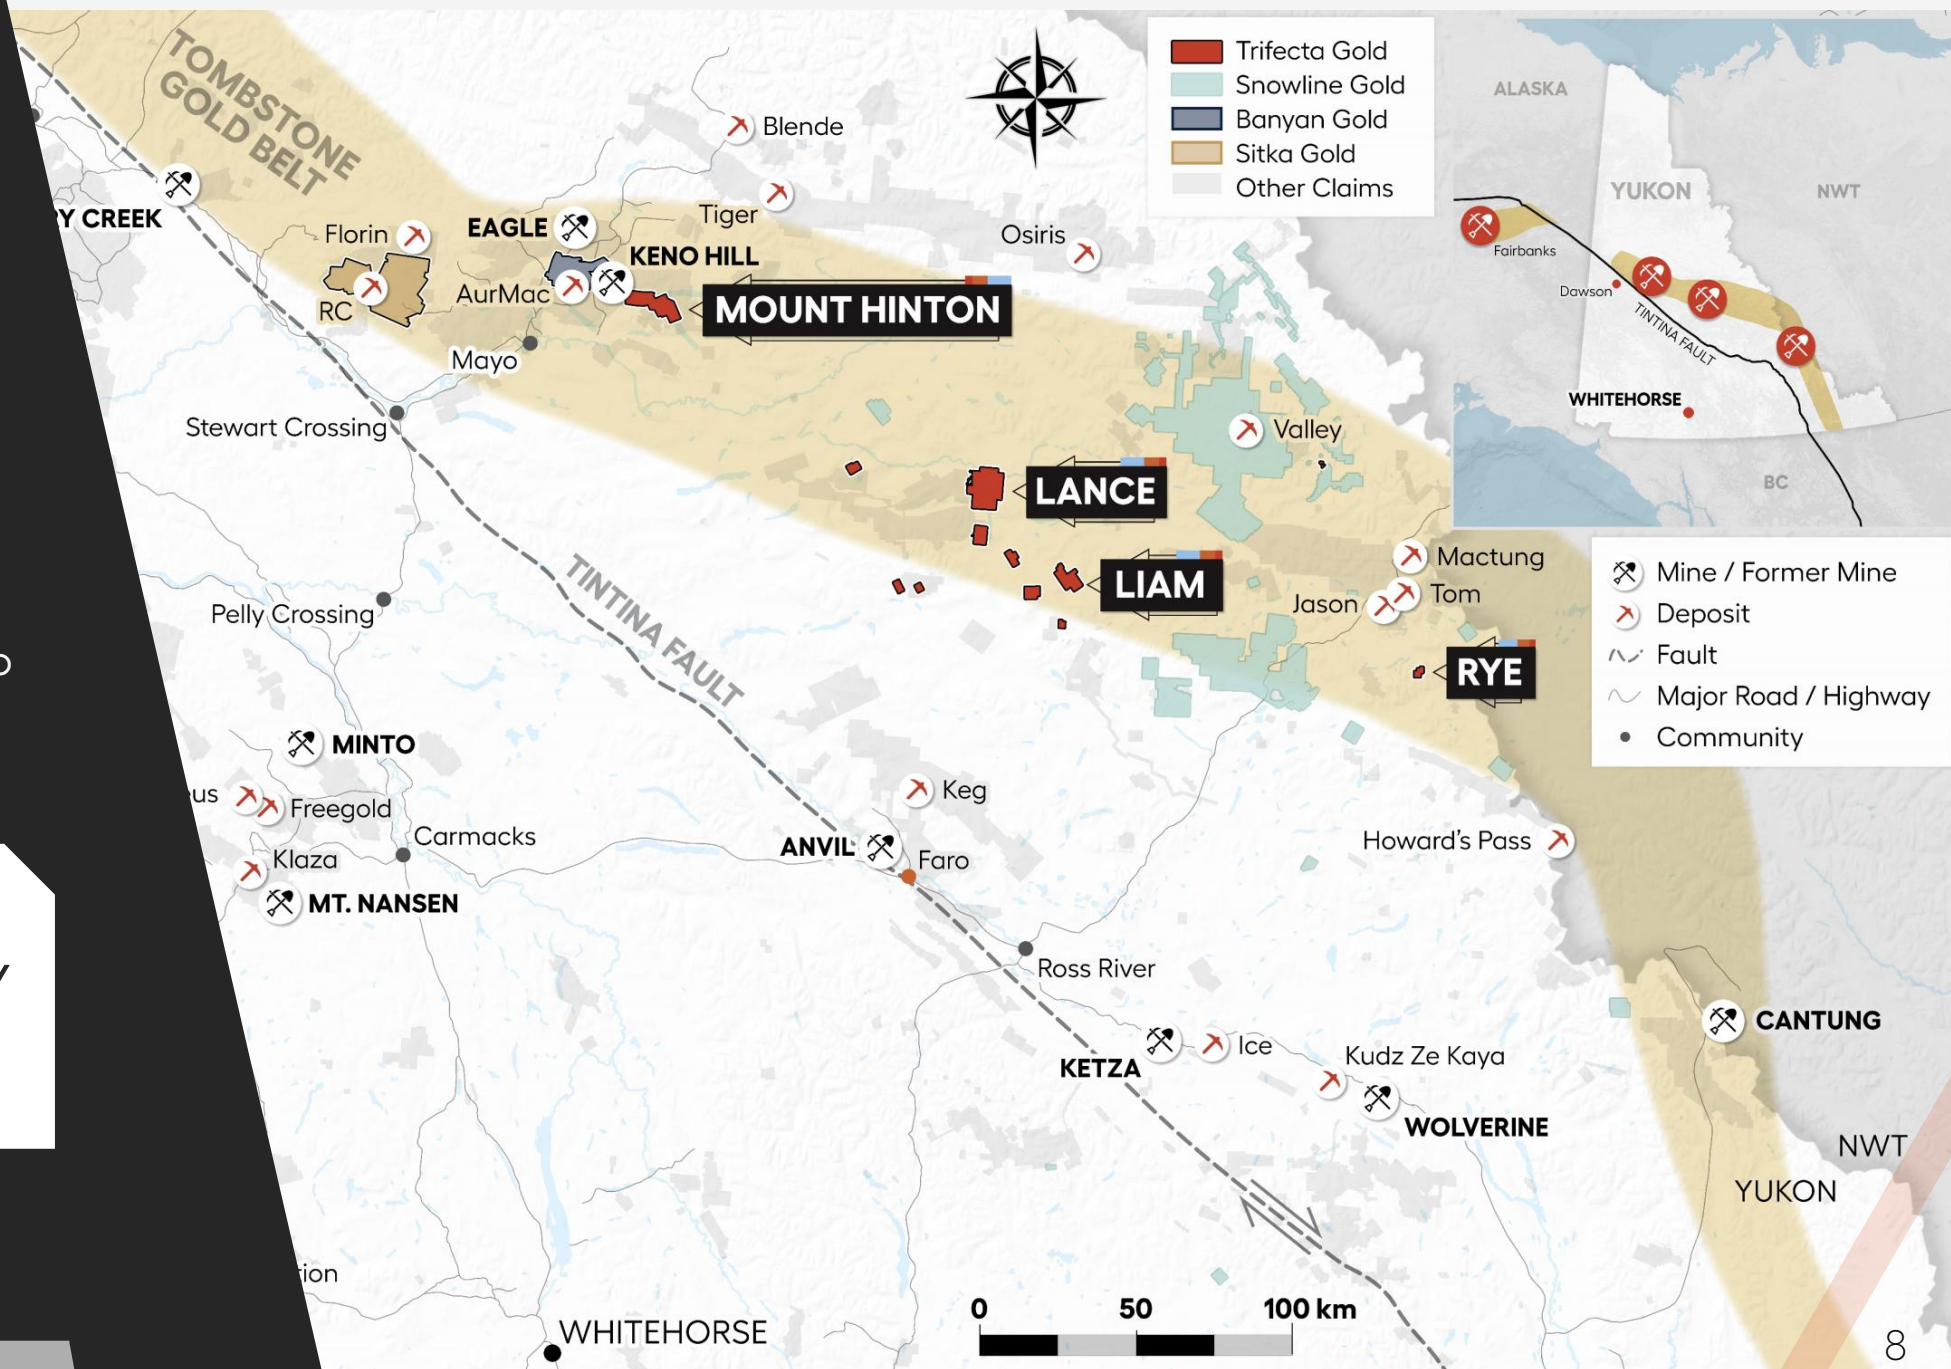 TOMBSTONE
GOLD BELT
Trifecta Gold
Snowline Gold
Banyan Gold
Sitka Gold
Other Claims
ALASKA
YUKON
NWT
Fairbanks
Dawson
TINTINA FAULT
WHITEHORSE
BC
Blende
Tiger
Osiris
RY CREEK
Florin
EAGLE
KENO HILL
RC
AurMac
MOUNT HINTON
Mayo
Stewart Crossing
Valley
LANCE
LIAM
Mactung
Tom
Jason
RYE
Mine / Former Mine
Deposit
Fault
Major Road / Highway
Community
Pelly Crossing
TINTINA FAULT
MINTO
us
Freegold
Carmacks
Klaza
MT. NANSEN
Keg
ANVIL
Faro
Howard's Pass
Ross River
CANTUNG
KETZA
Ice
Kudz Ze Kaya
WOLVERINE
NWT
YUKON
ion
WHITEHORSE
0 50 100 km
8